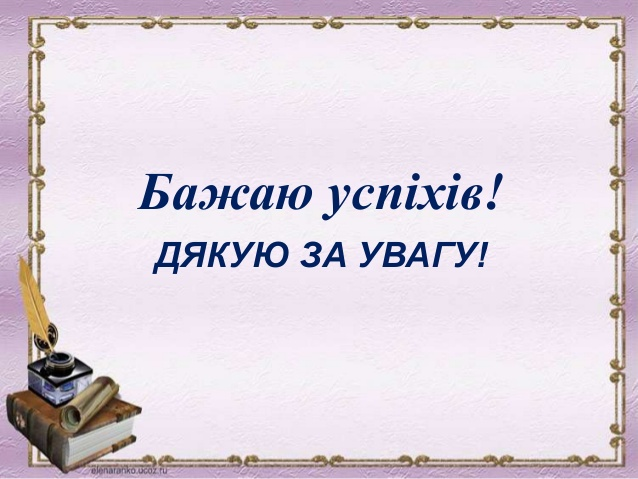 Бажаю успіхів!
ДЯКУЮ ЗА УВАГУ!
elenaranko.ucoz.ru